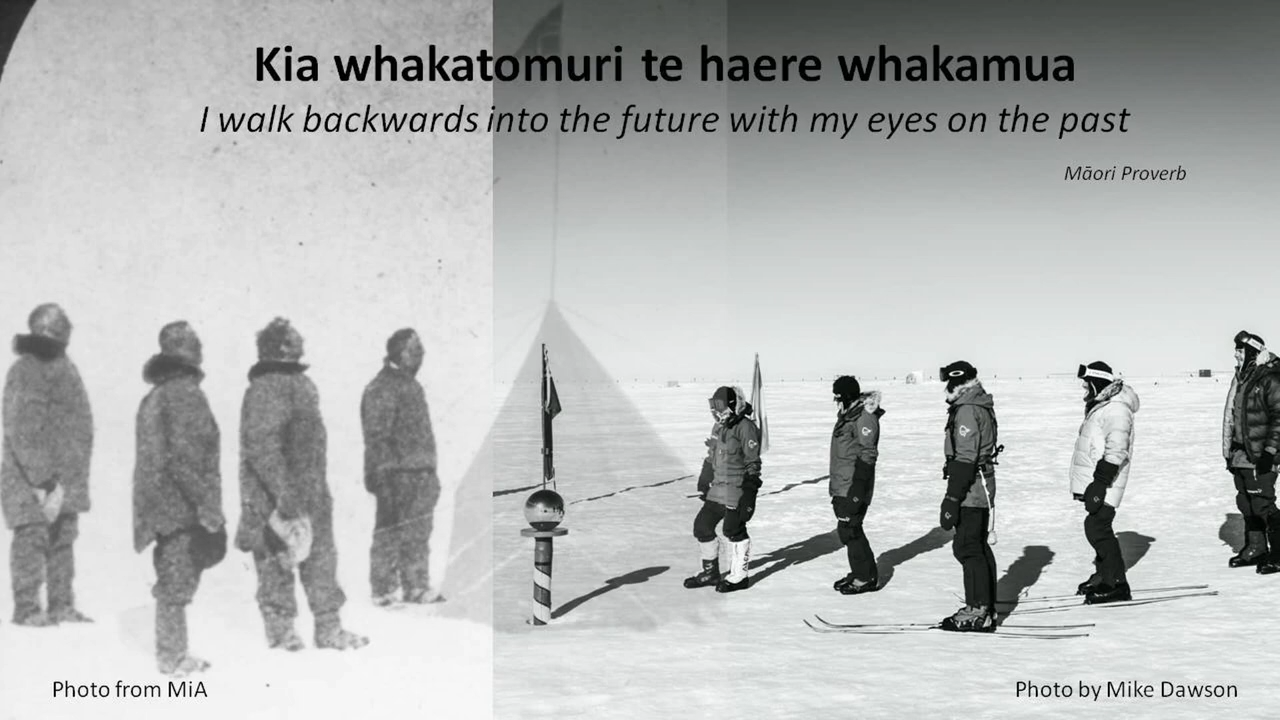 Kia whakatomuri te haere whakamua
I walk backwards into the future with my eyes on the past
Māori Proverb
Photo from MiA
Photo by Mike Dawson